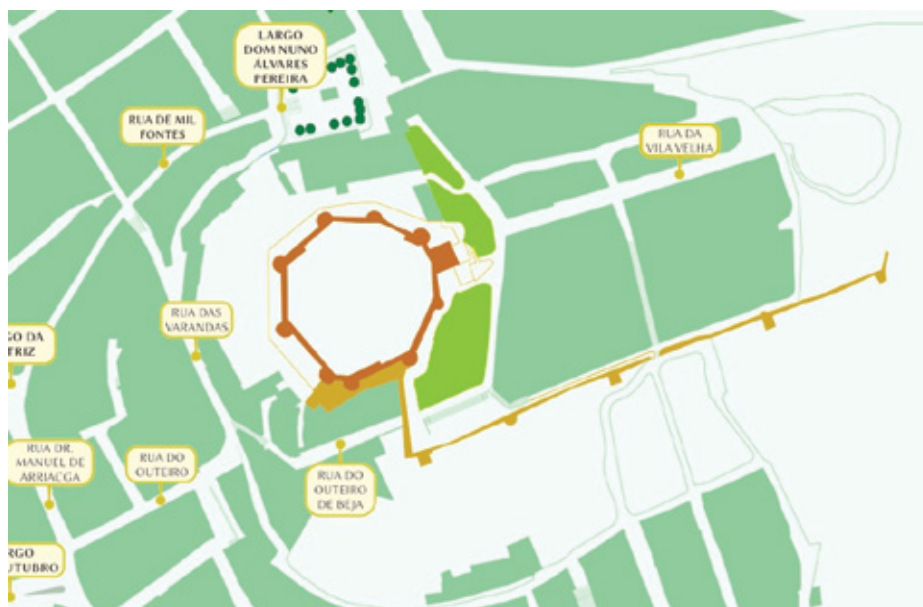 LARGO
DOM NUNO
ÁLVARES
PEREIRA
RUA DE MIL
FONTES
RUA DA
VILA VELHA
RUA DAS
VARANDAS
GO DA
TRIZ
RUA DR.
MANUEL DE
ARRIAGA
RUA DO
OUTEIRO
RUA DO
OUTEIRO
DE BEJA
RGO
UTUBRO